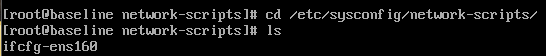 [root@baseline network-scripts]# cd /etc/sysconfig/network-scripts/
[root@baseline network-scripts]# ls
ifcfg-ens160